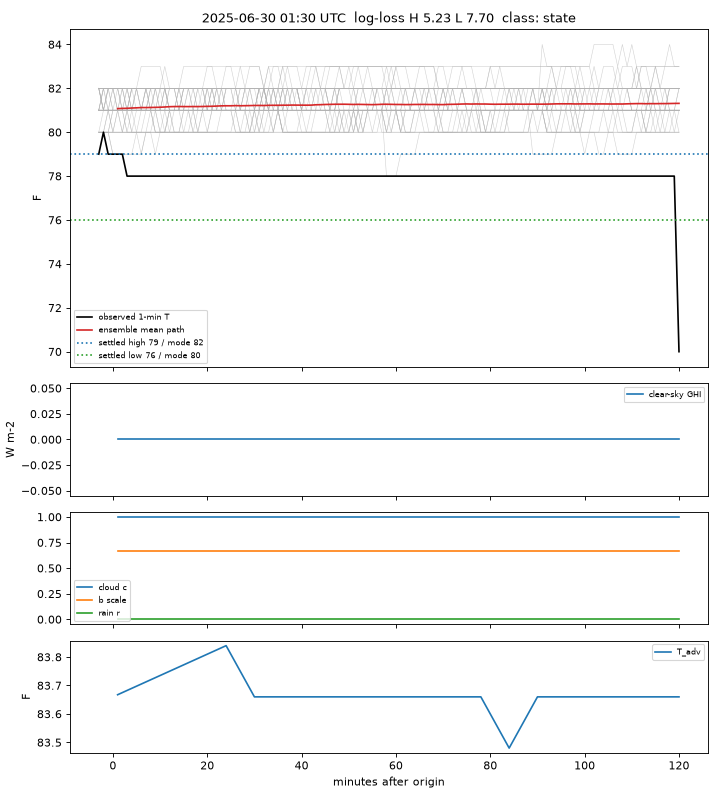 2025-06-30 01:30 UTC  log-loss H 5.23 L 7.70  class: state
84
82
80
78
76
74
72
70
F
observed 1-min T
ensemble mean path
settled high 79 / mode 82
settled low 76 / mode 80
0.050
0.025
0.000
−0.025
−0.050
W m-2
clear-sky GHI
1.00
0.75
0.50
0.25
0.00
cloud c
b scale
rain r
83.8
83.7
83.6
83.5
F
T_adv
0 20 40 60 80 100 120
minutes after origin